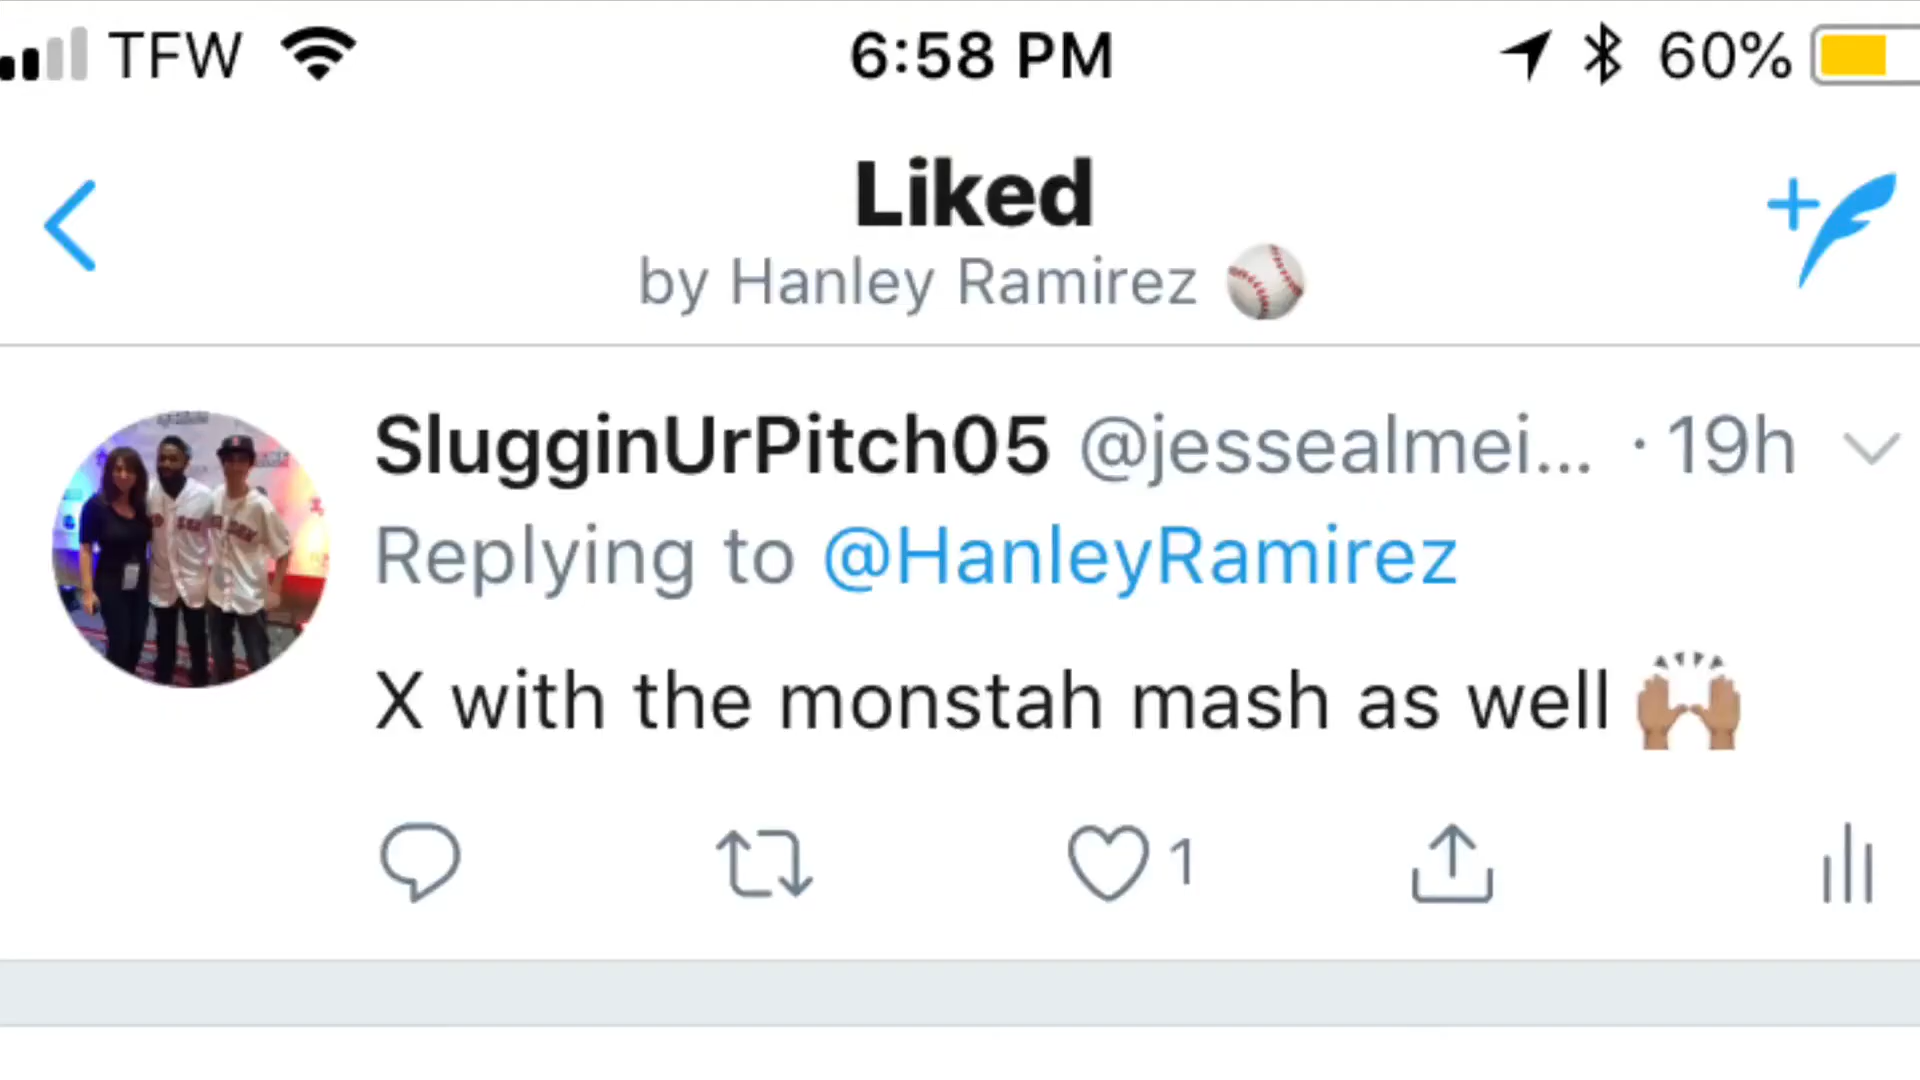 TFW 6:58 PM 60%
Liked
by Hanley Ramirez ⚾
SlugginUrPitch05 @jessealmei... · 19h
Replying to @HanleyRamirez
X with the monstah mash as well 🙌🏽
1